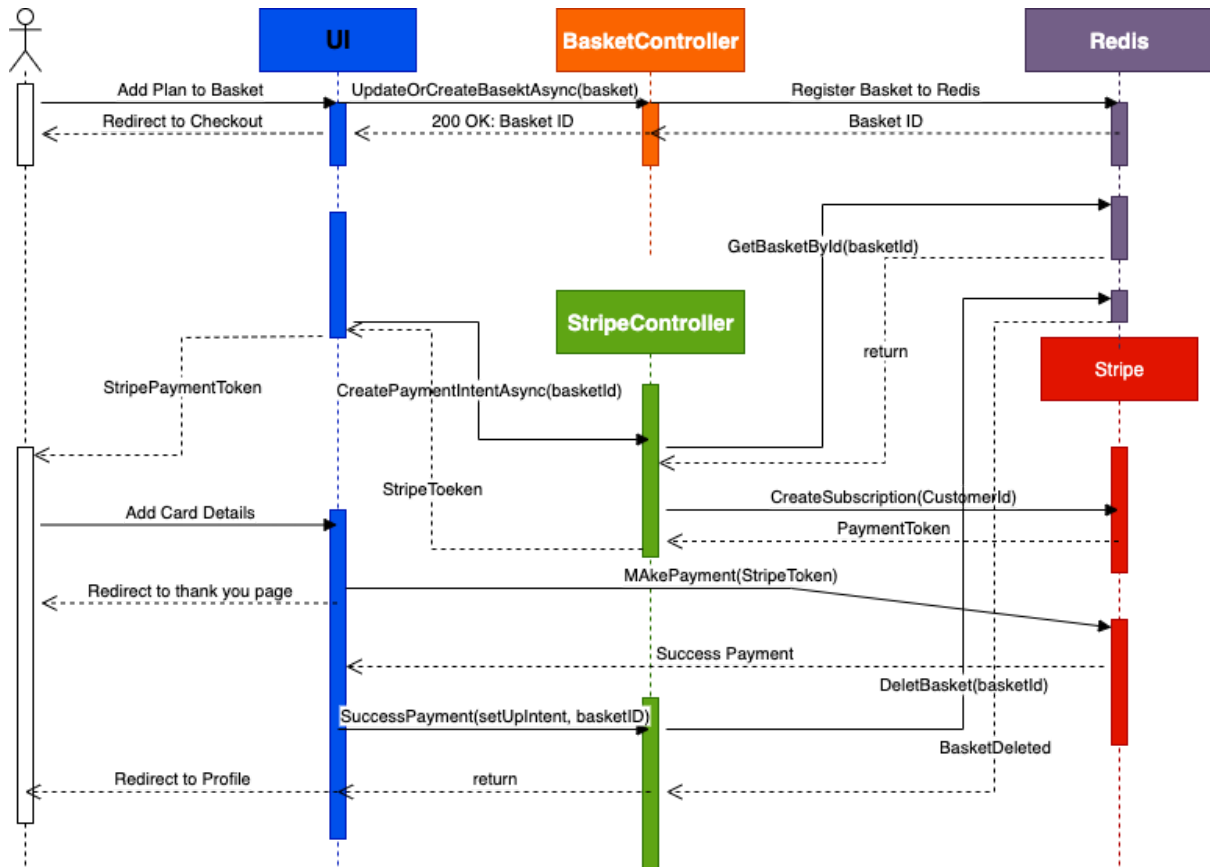 UI
BasketController
Redis
Add Plan to Basket
UpdateOrCreateBasektAsync(basket)
Register Basket to Redis
Redirect to Checkout
200 OK: Basket ID
Basket ID
GetBasketById(basketId)
StripeController
return
Stripe
StripePaymentToken
CreatePaymentIntentAsync(basketId)
StripeToeken
CreateSubscription(CustomerId)
Add Card Details
PaymentToken
MAkePayment(StripeToken)
Redirect to thank you page
Success Payment
DeletBasket(basketId)
SuccessPayment(setUpIntent, basketID)
BasketDeleted
Redirect to Profile
return